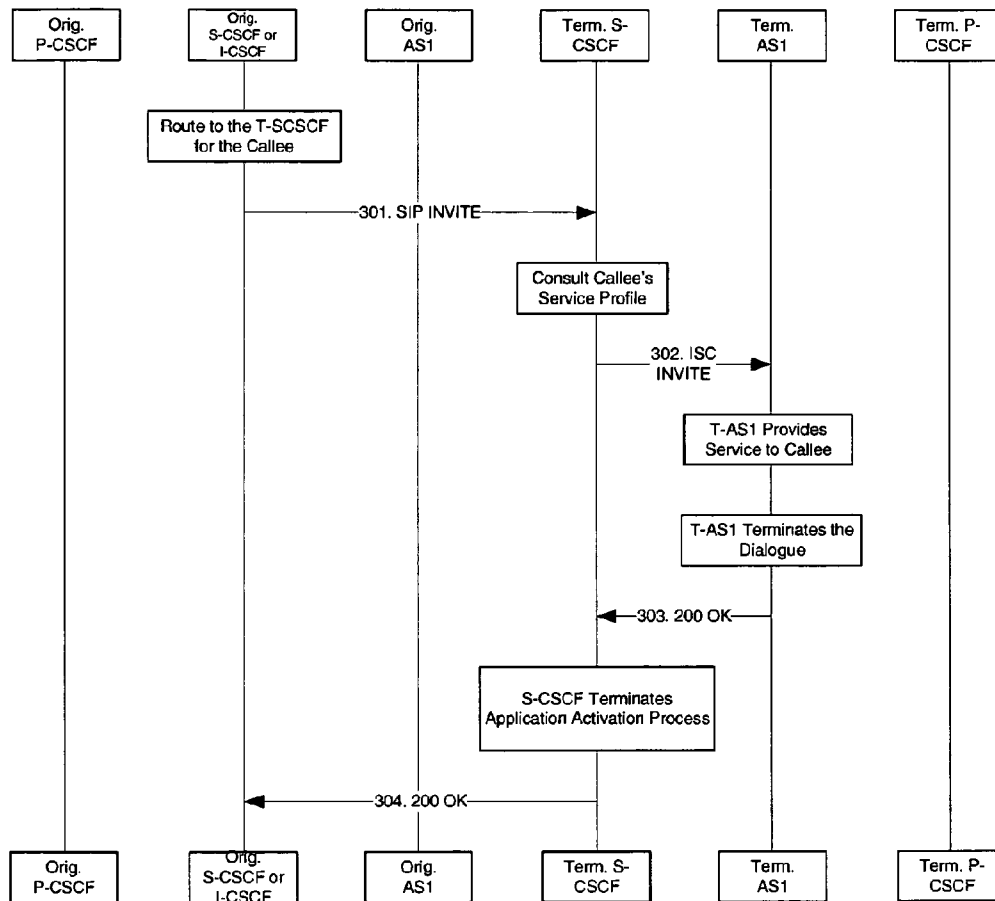 Orig.
P-CSCF
Orig.
S-CSCF or
I-CSCF
Orig.
AS1
Term. S-
CSCF
Term.
AS1
Term. P-
CSCF
Route to the T-SCSCF
for the Callee
301. SIP INVITE
Consult Callee's
Service Profile
302. ISC
INVITE
T-AS1 Provides
Service to Callee
T-AS1 Terminates the
Dialogue
303. 200 OK
S-CSCF Terminates
Application Activation Process
304. 200 OK
Orig.
P-CSCF
Orig.
S-CSCF or
I-CSCF
Orig.
AS1
Term. S-
CSCF
Term.
AS1
Term. P-
CSCF